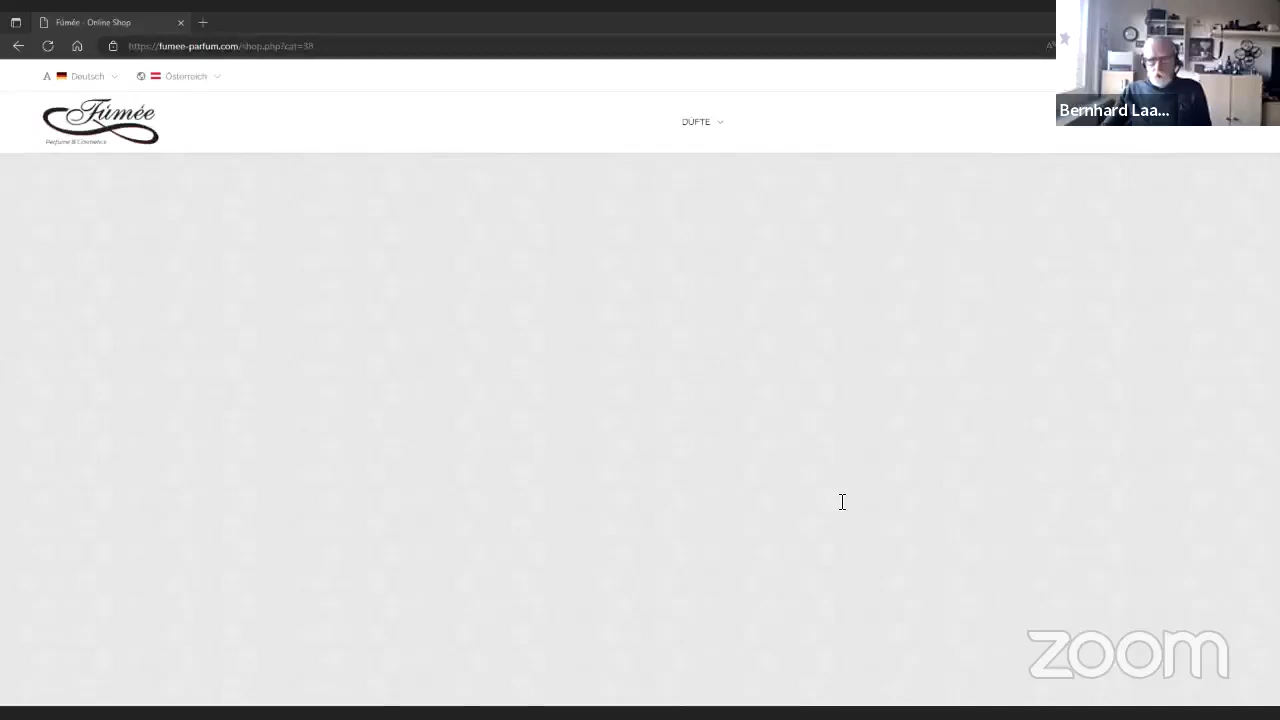 Fúmée - Online Shop
https://fumee-parfum.com/shop.php?cat=38
A Deutsch
Österreich
Fúmée
Perfume & Cosmetics
DÜFTE
Bernhard Laa...
zoom